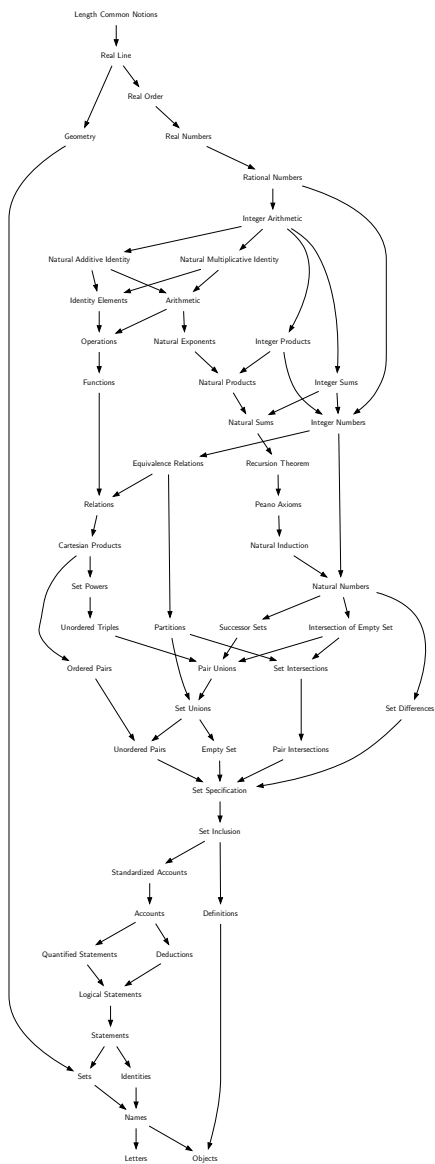 Length Common Notions
Real Line
Real Order
Geometry
Real Numbers
Rational Numbers
Integer Arithmetic
Natural Additive Identity
Natural Multiplicative Identity
Identity Elements
Arithmetic
Operations
Natural Exponents
Integer Products
Functions
Natural Products
Integer Sums
Natural Sums
Integer Numbers
Equivalence Relations
Recursion Theorem
Relations
Peano Axioms
Cartesian Products
Natural Induction
Set Powers
Natural Numbers
Unordered Triples
Partitions
Successor Sets
Intersection of Empty Set
Ordered Pairs
Pair Unions
Set Intersections
Set Unions
Set Differences
Unordered Pairs
Empty Set
Pair Intersections
Set Specification
Set Inclusion
Standardized Accounts
Accounts
Definitions
Quantified Statements
Deductions
Logical Statements
Statements
Sets
Identities
Names
Letters
Objects